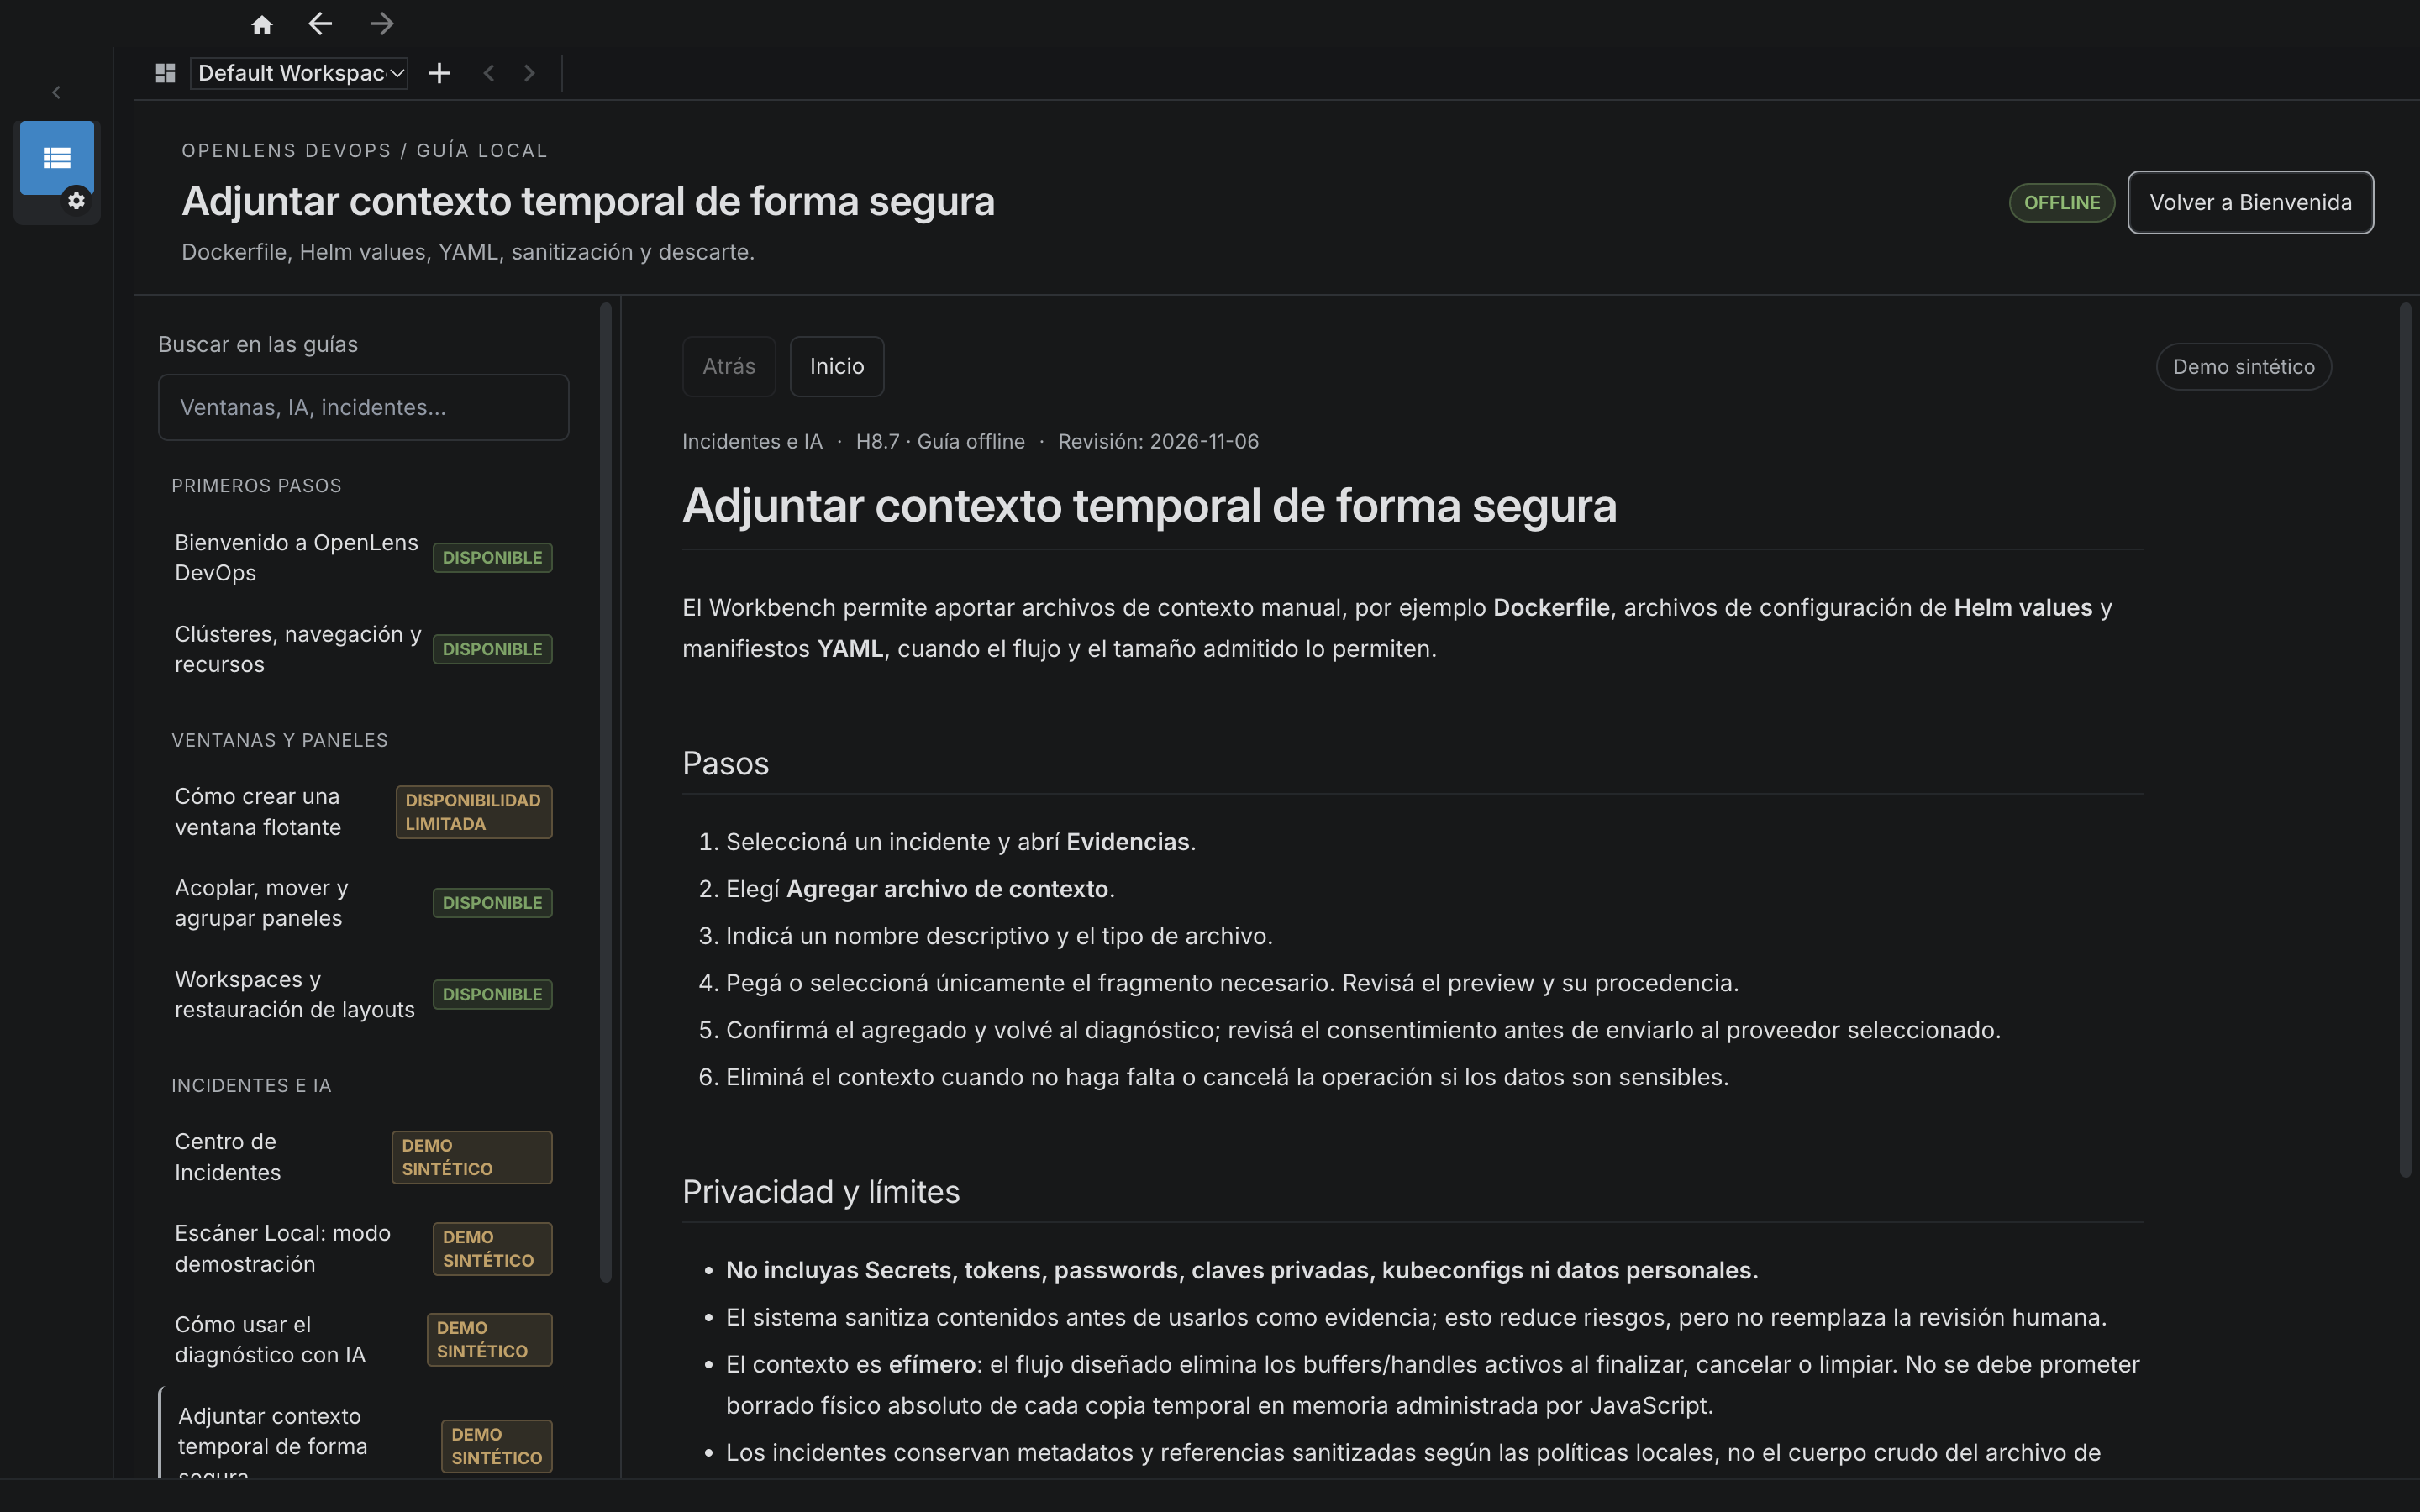 Default Workspac
OPENLENS DEVOPS / GUÍA LOCAL
Adjuntar contexto temporal de forma segura
Dockerfile, Helm values, YAML, sanitización y descarte.
OFFLINE
Volver a Bienvenida
Buscar en las guías
Ventanas, IA, incidentes...
PRIMEROS PASOS
Bienvenido a OpenLens
DevOps
DISPONIBLE
Clústeres, navegación y
recursos
DISPONIBLE
VENTANAS Y PANELES
Cómo crear una
ventana flotante
DISPONIBILIDAD
LIMITADA
Acoplar, mover y
agrupar paneles
DISPONIBLE
Workspaces y
restauración de layouts
DISPONIBLE
INCIDENTES E IA
Centro de
Incidentes
DEMO
SINTÉTICO
Escáner Local: modo
demostración
DEMO
SINTÉTICO
Cómo usar el
diagnóstico con IA
DEMO
SINTÉTICO
Adjuntar contexto
temporal de forma
segura
DEMO
SINTÉTICO
Atrás
Inicio
Demo sintético
Incidentes e IA · H8.7 · Guía offline · Revisión: 2026-11-06
Adjuntar contexto temporal de forma segura
El Workbench permite aportar archivos de contexto manual, por ejemplo Dockerfile, archivos de configuración de Helm values y
manifiestos YAML, cuando el flujo y el tamaño admitido lo permiten.
Pasos
1. Seleccioná un incidente y abrí Evidencias.
2. Elegí Agregar archivo de contexto.
3. Indicá un nombre descriptivo y el tipo de archivo.
4. Pegá o seleccioná únicamente el fragmento necesario. Revisá el preview y su procedencia.
5. Confirmá el agregado y volvé al diagnóstico; revisá el consentimiento antes de enviarlo al proveedor seleccionado.
6. Eliminá el contexto cuando no haga falta o cancelá la operación si los datos son sensibles.
Privacidad y límites
• No incluyas Secrets, tokens, passwords, claves privadas, kubeconfigs ni datos personales.
• El sistema sanitiza contenidos antes de usarlos como evidencia; esto reduce riesgos, pero no reemplaza la revisión humana.
• El contexto es efímero: el flujo diseñado elimina los buffers/handles activos al finalizar, cancelar o limpiar. No se debe prometer
borrado físico absoluto de cada copia temporal en memoria administrada por JavaScript.
• Los incidentes conservan metadatos y referencias sanitizadas según las políticas locales, no el cuerpo crudo del archivo de